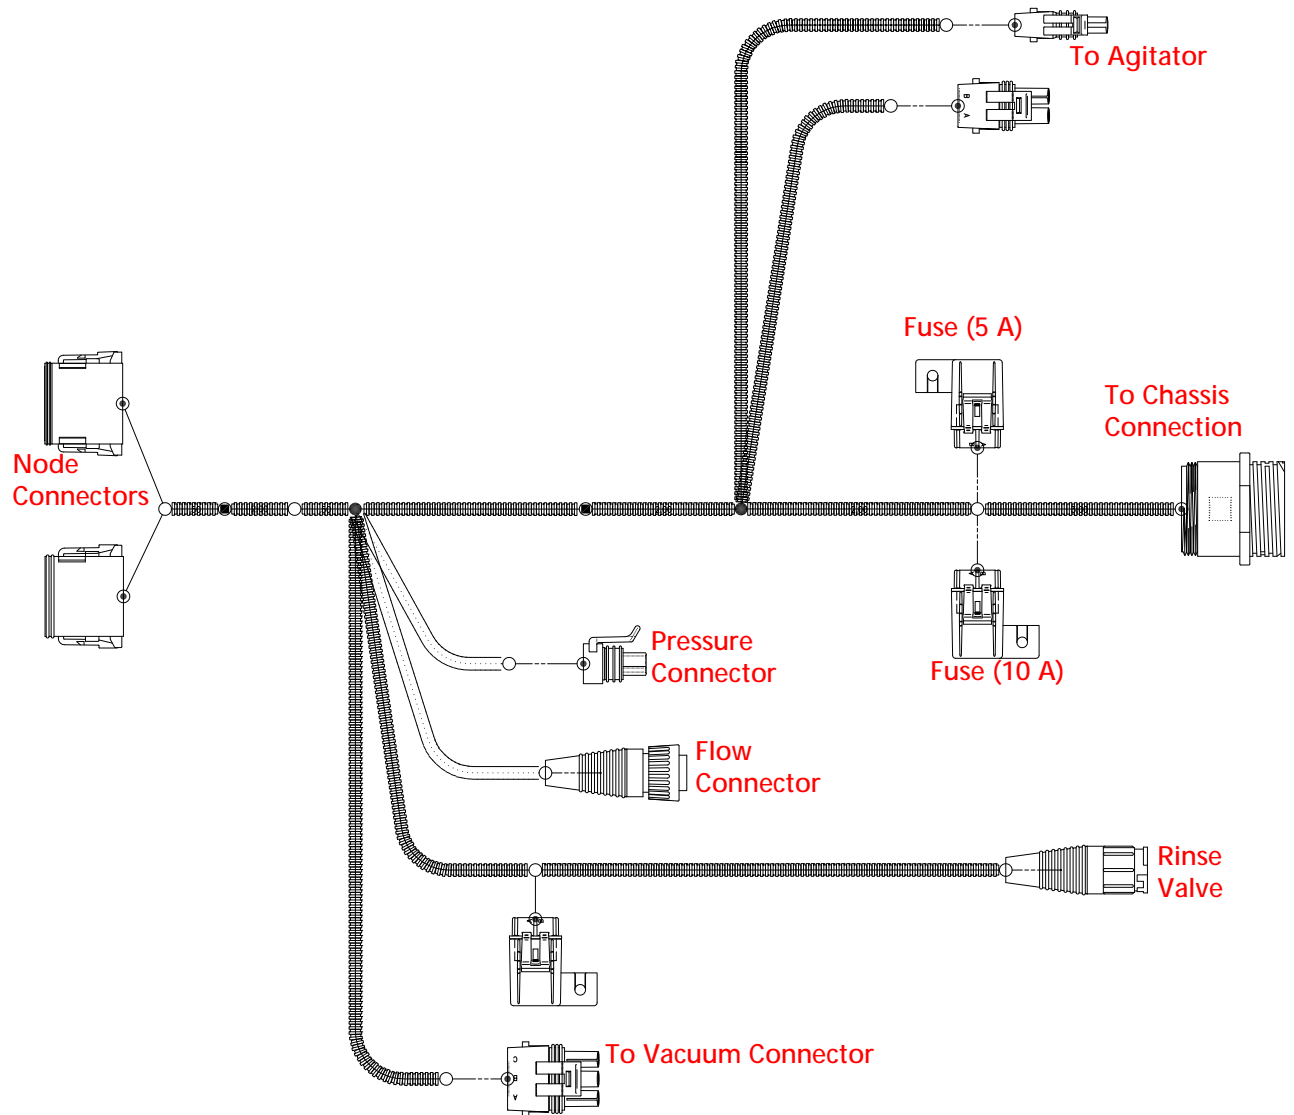 To Agitator
B
A
Fuse (5 A)
To Chassis
Connection
Node
Connectors
Pressure
Connector
Fuse (10 A)
Flow
Connector
Rinse
Valve
To Vacuum Connector
C
B
A